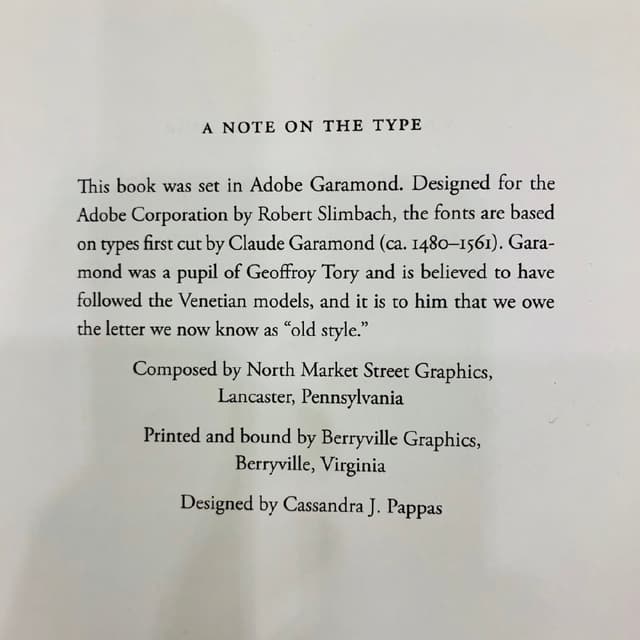 A NOTE ON THE TYPE
This book was set in Adobe Garamond. Designed for the
Adobe Corporation by Robert Slimbach, the fonts are based
on types first cut by Claude Garamond (ca. 1480–1561). Gara-
mond was a pupil of Geoffroy Tory and is believed to have
followed the Venetian models, and it is to him that we owe
the letter we now know as “old style.”
Composed by North Market Street Graphics,
Lancaster, Pennsylvania
Printed and bound by Berryville Graphics,
Berryville, Virginia
Designed by Cassandra J. Pappas